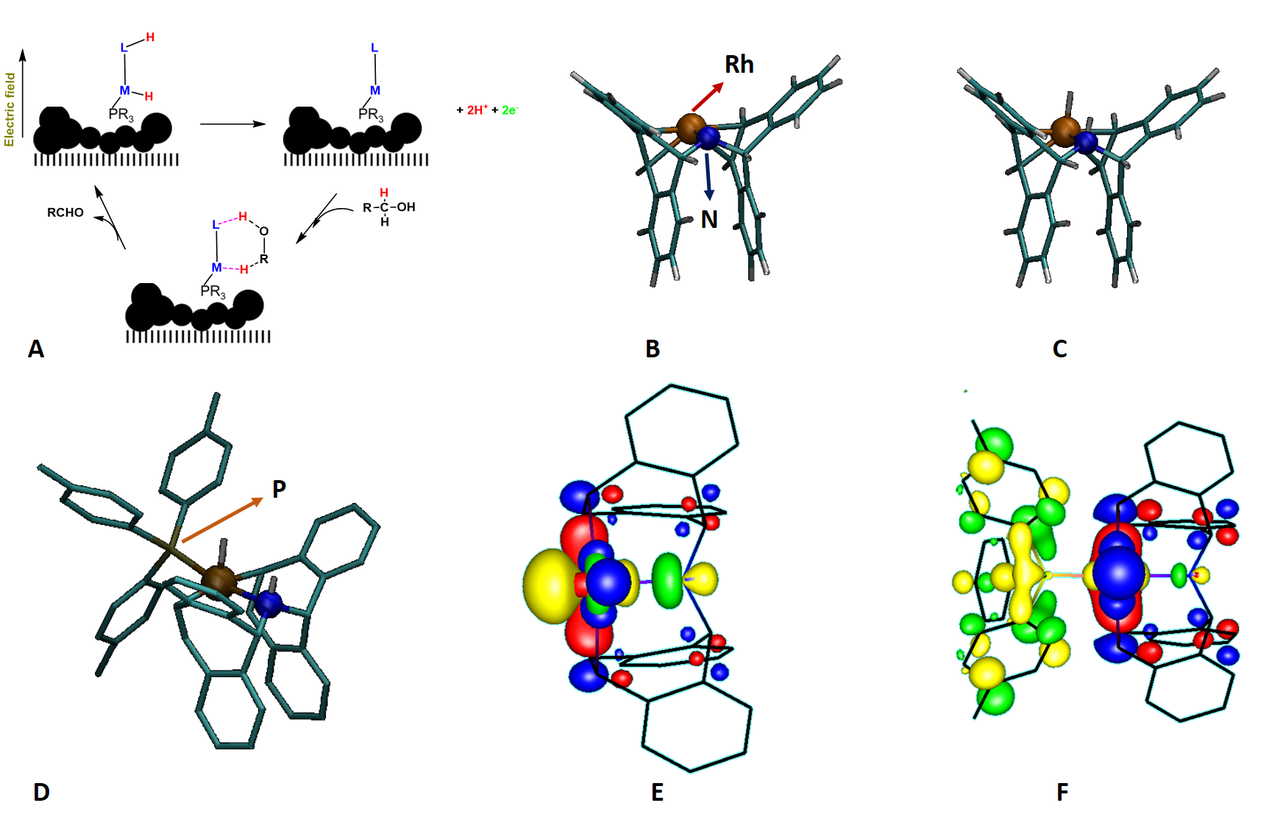 Electric field
L H
M H
PR3
L
M
PR3
+ 2H+ + 2e-
RCHO
H
R-C-OH
H
L H
O
M H R
PR3
A
Rh
N
B
C
P
D
E
F